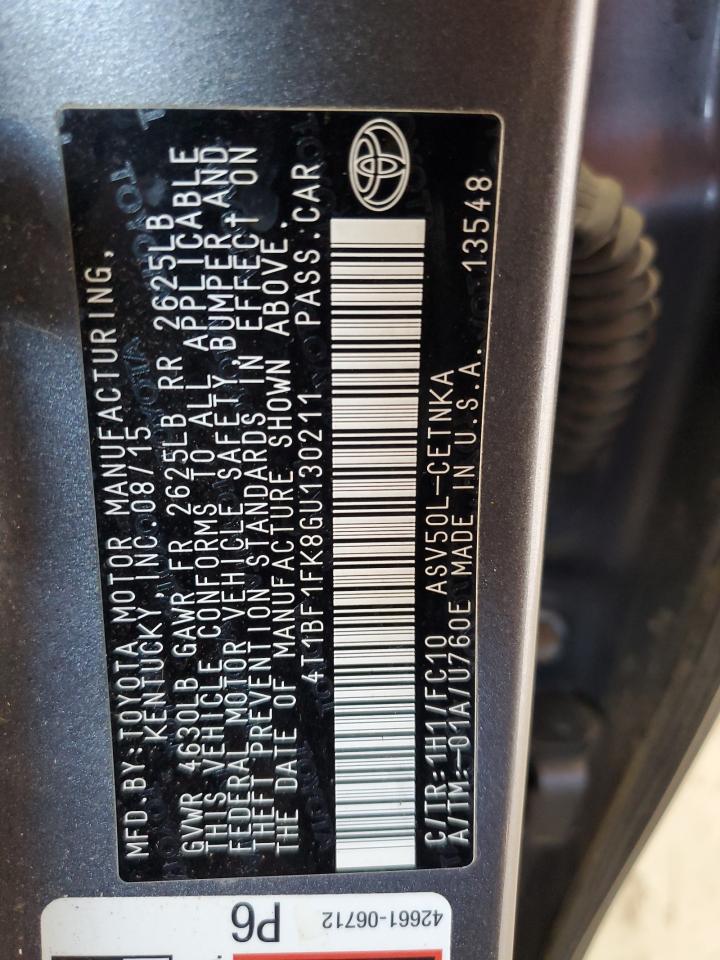 MFD.BY:TOYOTA MOTOR MANUFACTURING,
KENTUCKY,INC.08/15
GVWR 4630LB GAWR FR 2625LB RR 2625LB
THIS VEHICLE CONFORMS TO ALL APPLICABLE
FEDERAL MOTOR VEHICLE SAFETY,BUMPER,AND
THEFT PREVENTION STANDARDS IN EFFECT ON
THE DATE OF MANUFACTURE SHOWN ABOVE.
4T1BF1FK8GU130211 PASS.CAR
C/TR:1H1/FC10 ASV50L-CETNKA
A/TM:-01A/U760E MADE IN U.S.A. 13548
P6
42661-06712